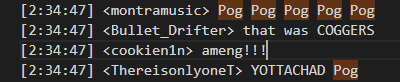 [2:34:47] <montramusic> Pog Pog Pog Pog Pog
[2:34:47] <Bullet_Drifter> that was COGGERS
[2:34:47] <cookien1n> ameng!!!
[2:34:47] <ThereisonlyoneT> YOTTACHAD Pog